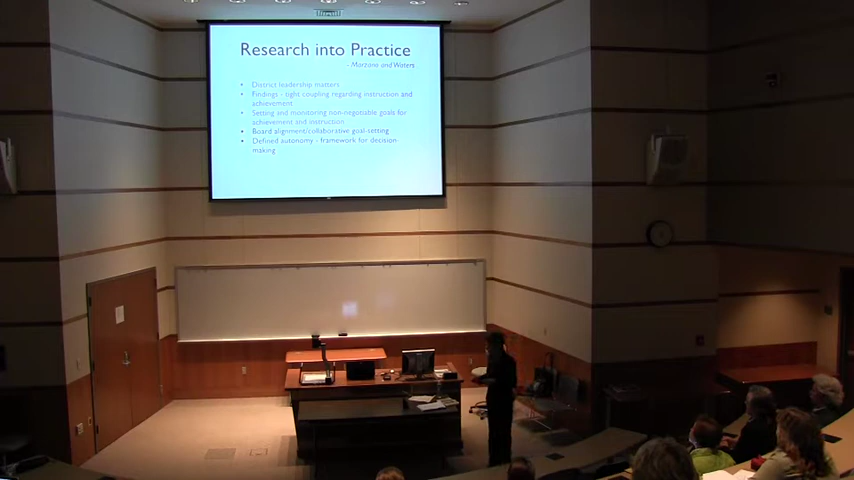 Research into Practice
- Marzano and Waters
• District leadership matters
• Findings - tight coupling regarding instruction and
achievement
• Setting and monitoring non-negotiable goals for
achievement and instruction
• Board alignment/collaborative goal-setting
• Defined autonomy - framework for decision-
making